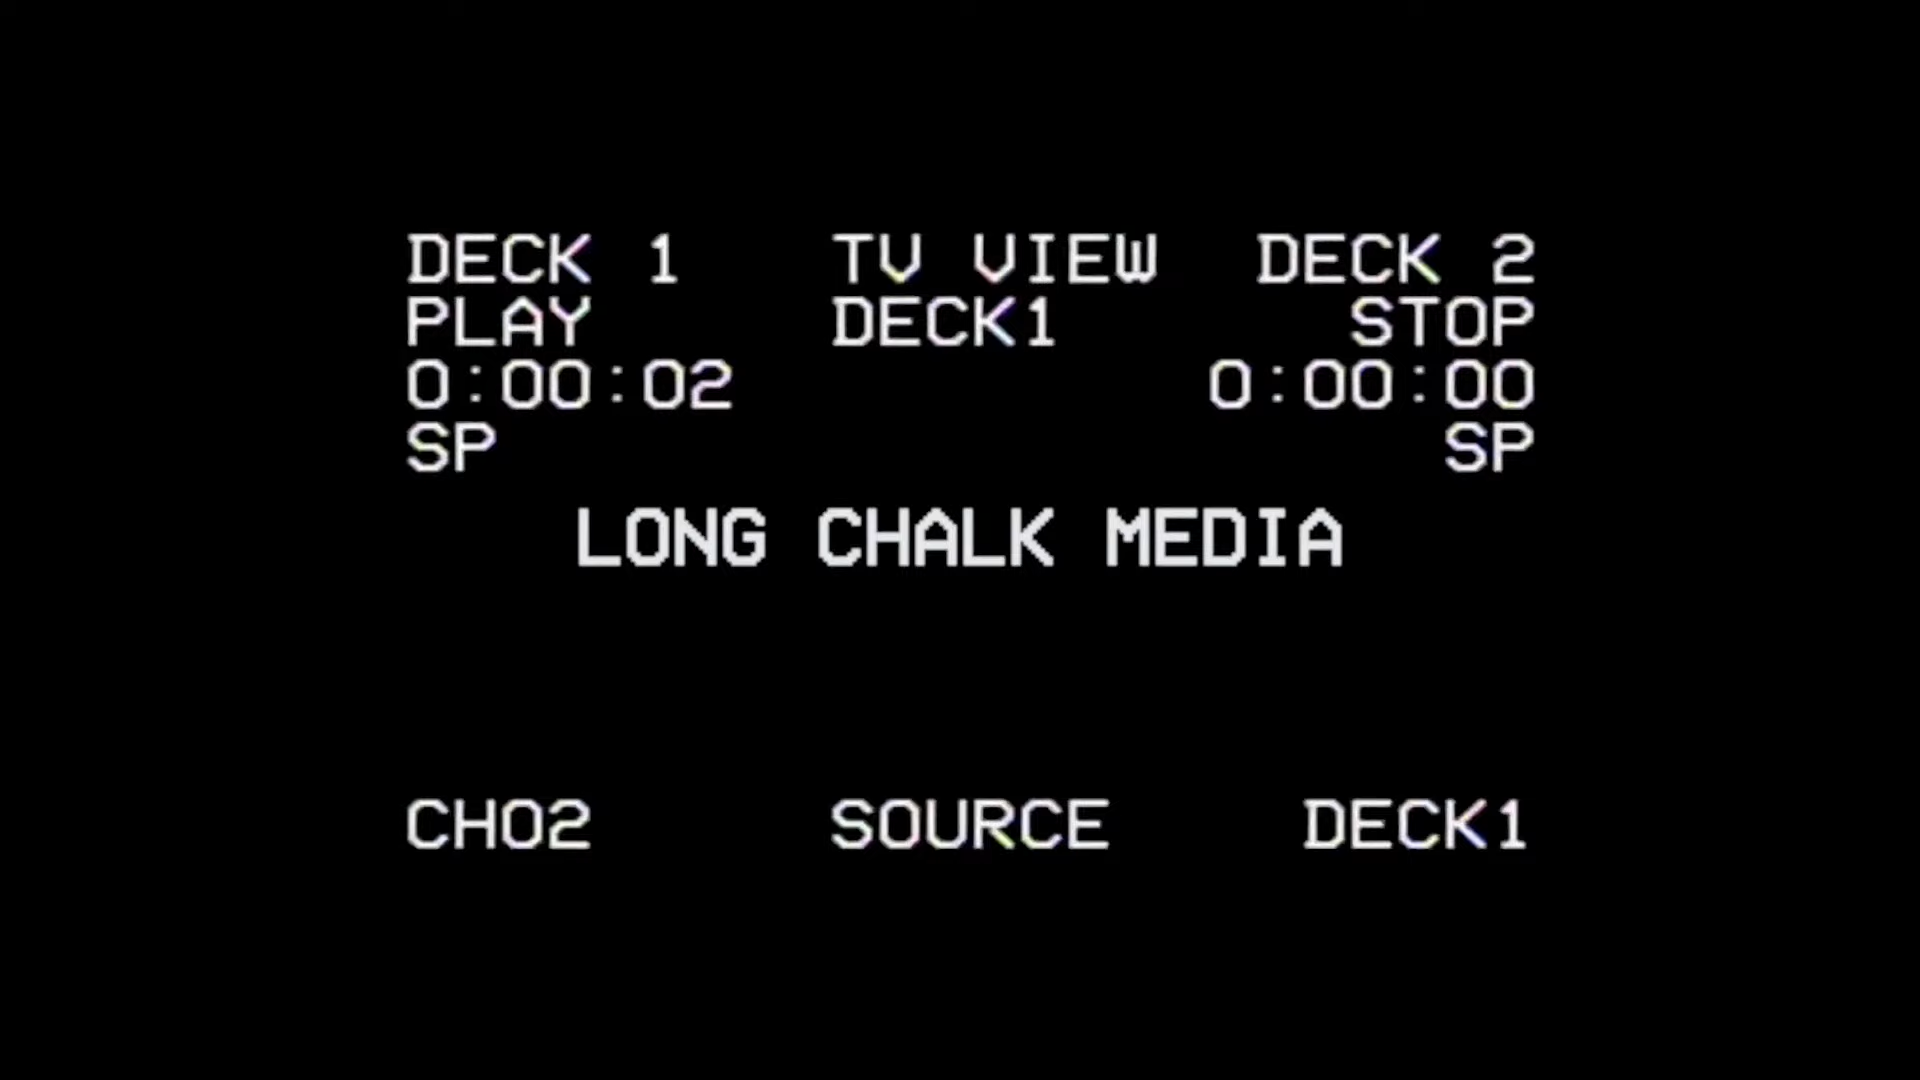 DECK 1 TV VIEW DECK 2
PLAY DECK1 STOP
0:00:02 0:00:00
SP SP
LONG CHALK MEDIA
CH02 SOURCE DECK1